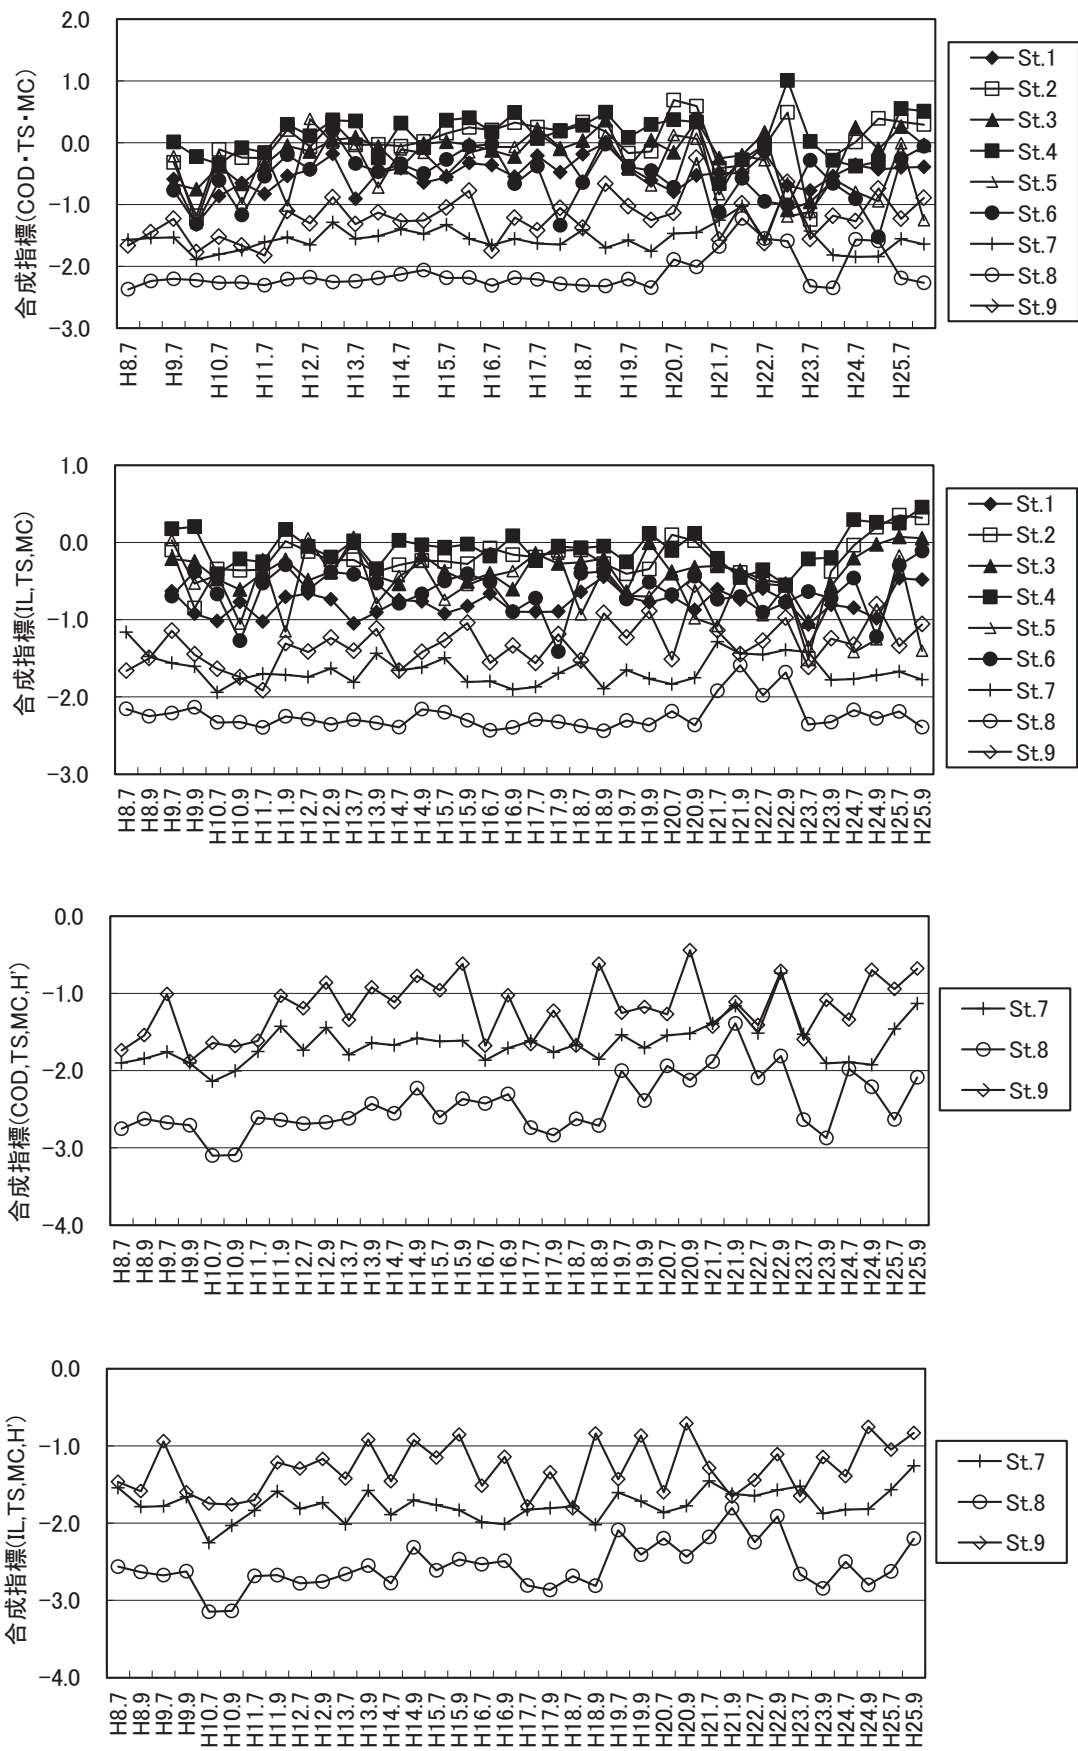 合成指標(COD・TS・MC)
2.0
1.0
0.0
-1.0
-2.0
-3.0
H8.7
H9.7
H10.7
H11.7
H12.7
H13.7
H14.7
H15.7
H16.7
H17.7
H18.7
H19.7
H20.7
H21.7
H22.7
H23.7
H24.7
H25.7
St.1
St.2
St.3
St.4
St.5
St.6
St.7
St.8
St.9
合成指標(IL,TS,MC)
1.0
0.0
-1.0
-2.0
-3.0
H8.7
H8.9
H9.7
H9.9
H10.7
H10.9
H11.7
H11.9
H12.7
H12.9
H13.7
H13.9
H14.7
H14.9
H15.7
H15.9
H16.7
H16.9
H17.7
H17.9
H18.7
H18.9
H19.7
H19.9
H20.7
H20.9
H21.7
H21.9
H22.7
H22.9
H23.7
H23.9
H24.7
H24.9
H25.7
H25.9
St.1
St.2
St.3
St.4
St.5
St.6
St.7
St.8
St.9
合成指標(COD,TS,MC,H')
0.0
-1.0
-2.0
-3.0
-4.0
H8.7
H8.9
H9.7
H9.9
H10.7
H10.9
H11.7
H11.9
H12.7
H12.9
H13.7
H13.9
H14.7
H14.9
H15.7
H15.9
H16.7
H16.9
H17.7
H17.9
H18.7
H18.9
H19.7
H19.9
H20.7
H20.9
H21.7
H21.9
H22.7
H22.9
H23.7
H23.9
H24.7
H24.9
H25.7
H25.9
St.7
St.8
St.9
合成指標(IL,TS,MC,H')
0.0
-1.0
-2.0
-3.0
-4.0
H8.7
H8.9
H9.7
H9.9
H10.7
H10.9
H11.7
H11.9
H12.7
H12.9
H13.7
H13.9
H14.7
H14.9
H15.7
H15.9
H16.7
H16.9
H17.7
H17.9
H18.7
H18.9
H19.7
H19.9
H20.7
H20.9
H21.7
H21.9
H22.7
H22.9
H23.7
H23.9
H24.7
H24.9
H25.7
H25.9
St.7
St.8
St.9